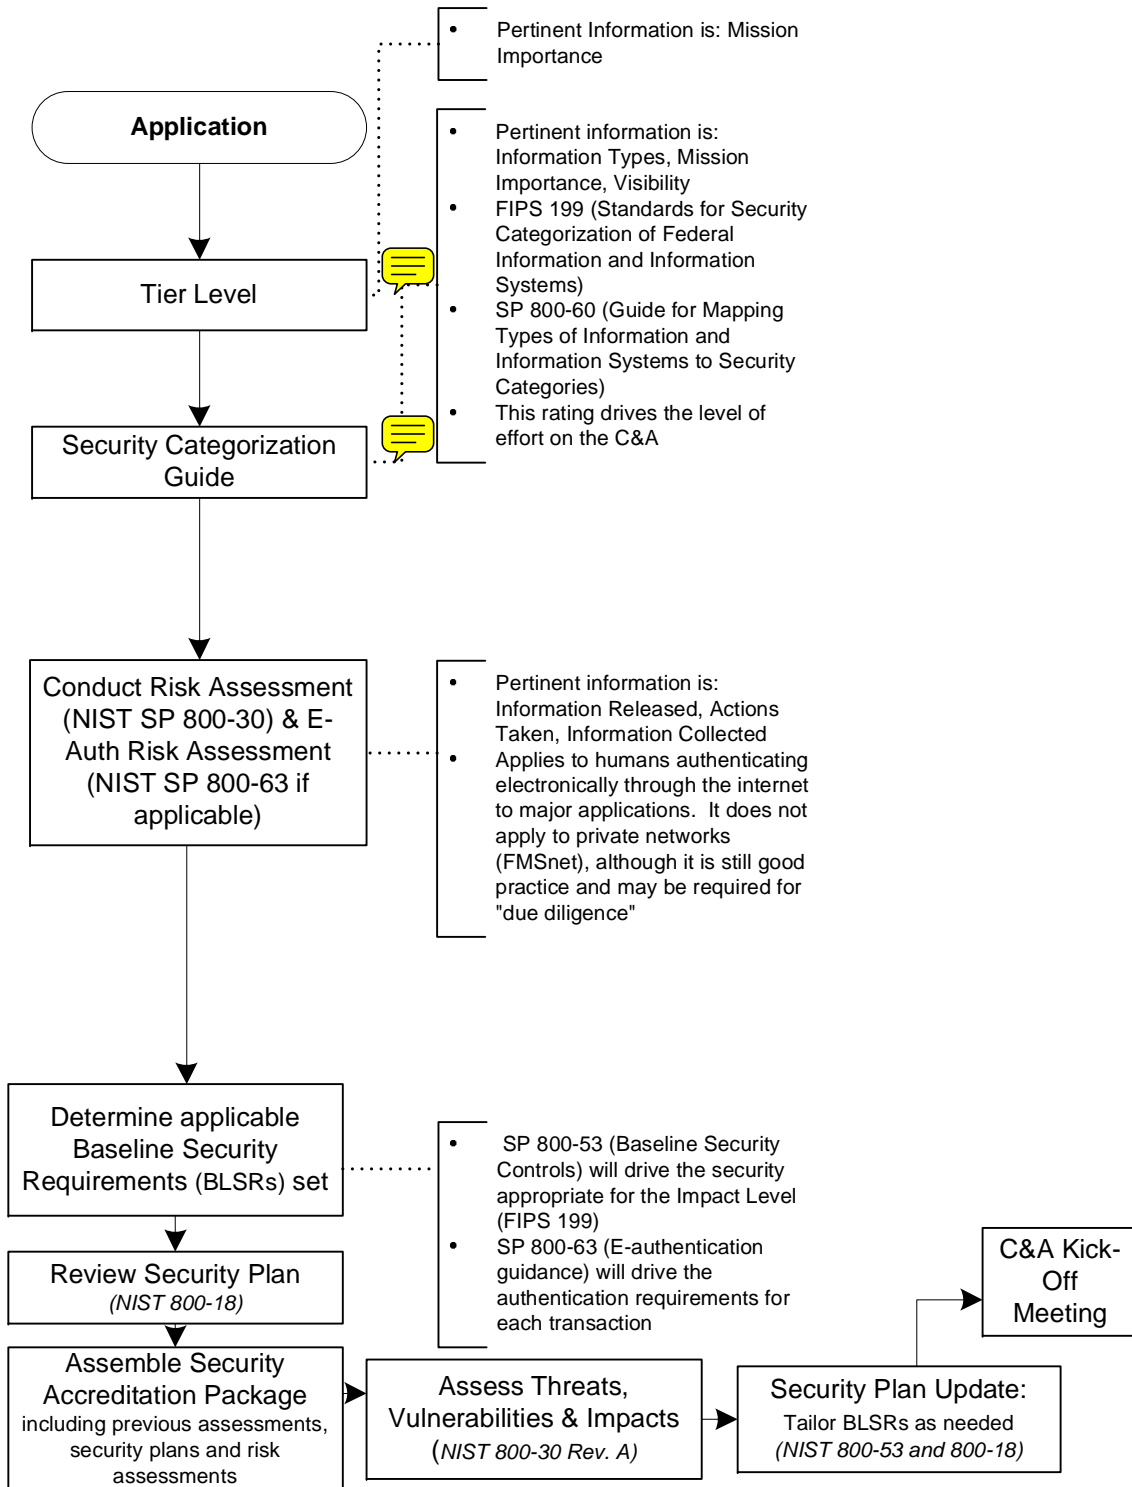 • Pertinent Information is: Mission
Importance
Application
• Pertinent information is:
Information Types, Mission
Importance, Visibility
• FIPS 199 (Standards for Security
Categorization of Federal
Information and Information
Systems)
• SP 800-60 (Guide for Mapping
Types of Information and
Information Systems to Security
Categories)
• This rating drives the level of
effort on the C&A
Tier Level
Security Categorization
Guide
Conduct Risk Assessment
(NIST SP 800-30) & E-
Auth Risk Assessment
(NIST SP 800-63 if
applicable)
• Pertinent information is:
Information Released, Actions
Taken, Information Collected
• Applies to humans authenticating
electronically through the internet
to major applications. It does not
apply to private networks
(FMSnet), although it is still good
practice and may be required for
"due diligence"
Determine applicable
Baseline Security
Requirements (BLSRs) set
• SP 800-53 (Baseline Security
Controls) will drive the security
appropriate for the Impact Level
(FIPS 199)
• SP 800-63 (E-authentication
guidance) will drive the
authentication requirements for
each transaction
Review Security Plan
(NIST 800-18)
Assemble Security
Accreditation Package
including previous assessments,
security plans and risk
assessments
Assess Threats,
Vulnerabilities & Impacts
(NIST 800-30 Rev. A)
Security Plan Update:
Tailor BLSRs as needed
(NIST 800-53 and 800-18)
C&A Kick-
Off
Meeting